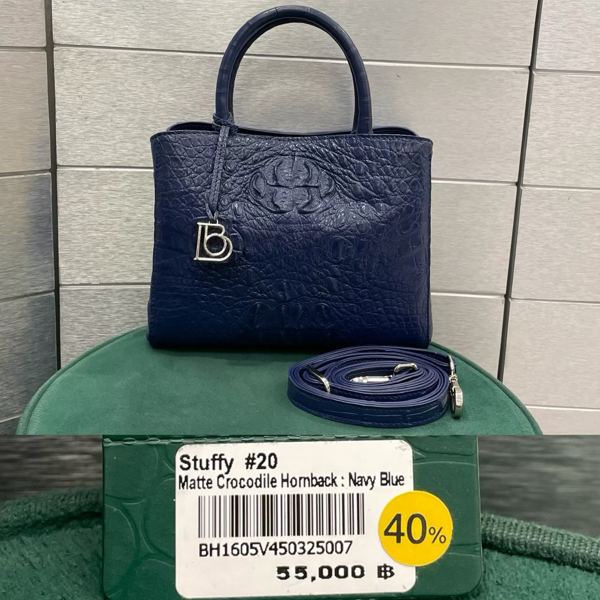 B
Stuffy #20
Matte Crocodile Hornback : Navy Blue
40%
BH1605V450325007
55,000 ฿